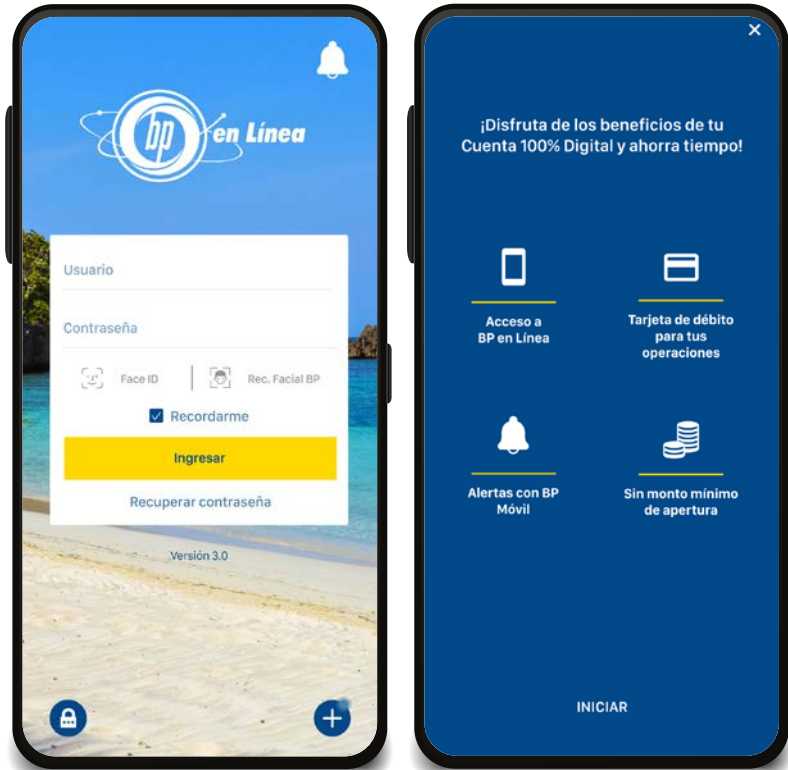 bp en Línea
Usuario
Contraseña
Face ID
Rec. Facial BP
Recordarme
Ingresar
Recuperar contraseña
Versión 3.0
¡Disfruta de los beneficios de tu
Cuenta 100% Digital y ahorra tiempo!
Acceso a
BP en Línea
Tarjeta de débito
para tus
operaciones
Alertas con BP
Móvil
Sin monto mínimo
de apertura
INICIAR